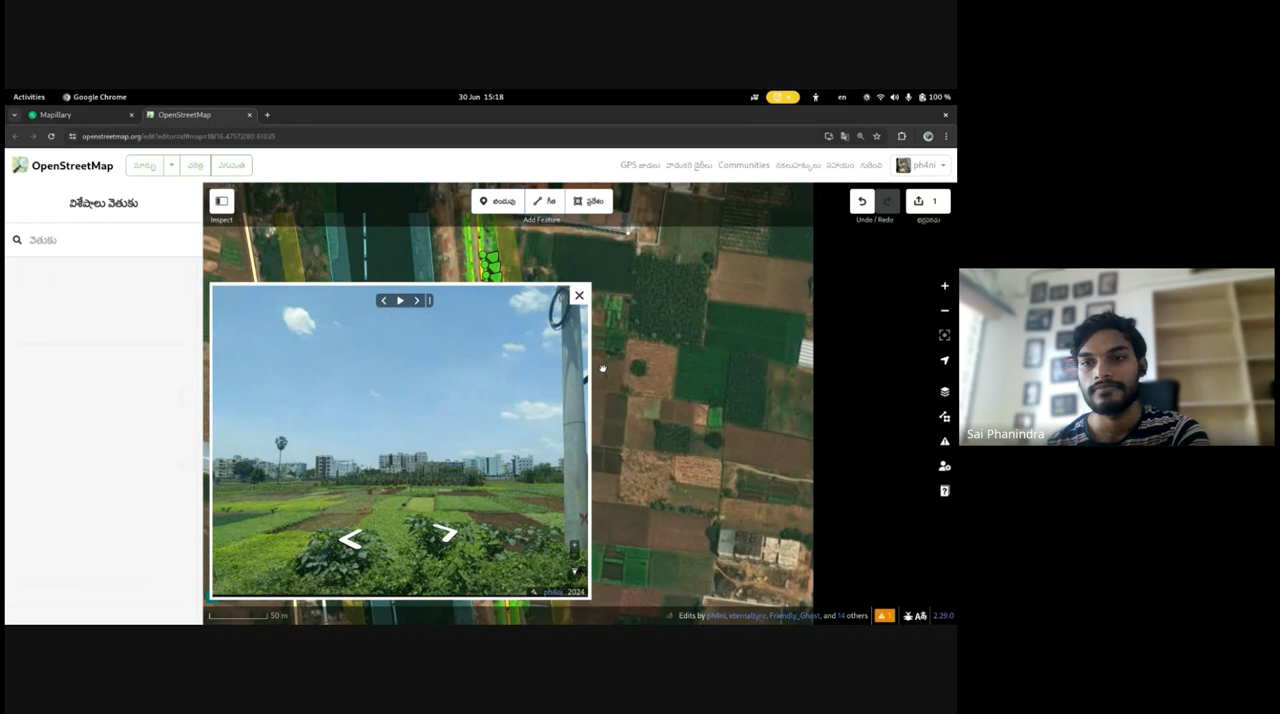 Activities
Google Chrome
30 Jun 15:18
en
100 %
Mapillary
OpenStreetMap
openstreetmap.org/edit?editor=id#map=18/16.47572/80.61025
OpenStreetMap
మార్చు
చరిత్ర
ఎగుమతి
GPS జాడలు
వాడుకరి డైరీలు
Communities
నకలుహక్కులు
సహాయం
గురించి
ph4ni
విశేషాలు వెతుకు
వెతుకు
Inspect
బిందువు
గీత
ప్రదేశం
Add Feature
1
Undo / Redo
భద్రపరచు
ph4ni 2024
50 m
Edits by ph4ni, eternaltyro, Friendly_Ghost, and 14 others
1
2.29.0
Sai Phanindra